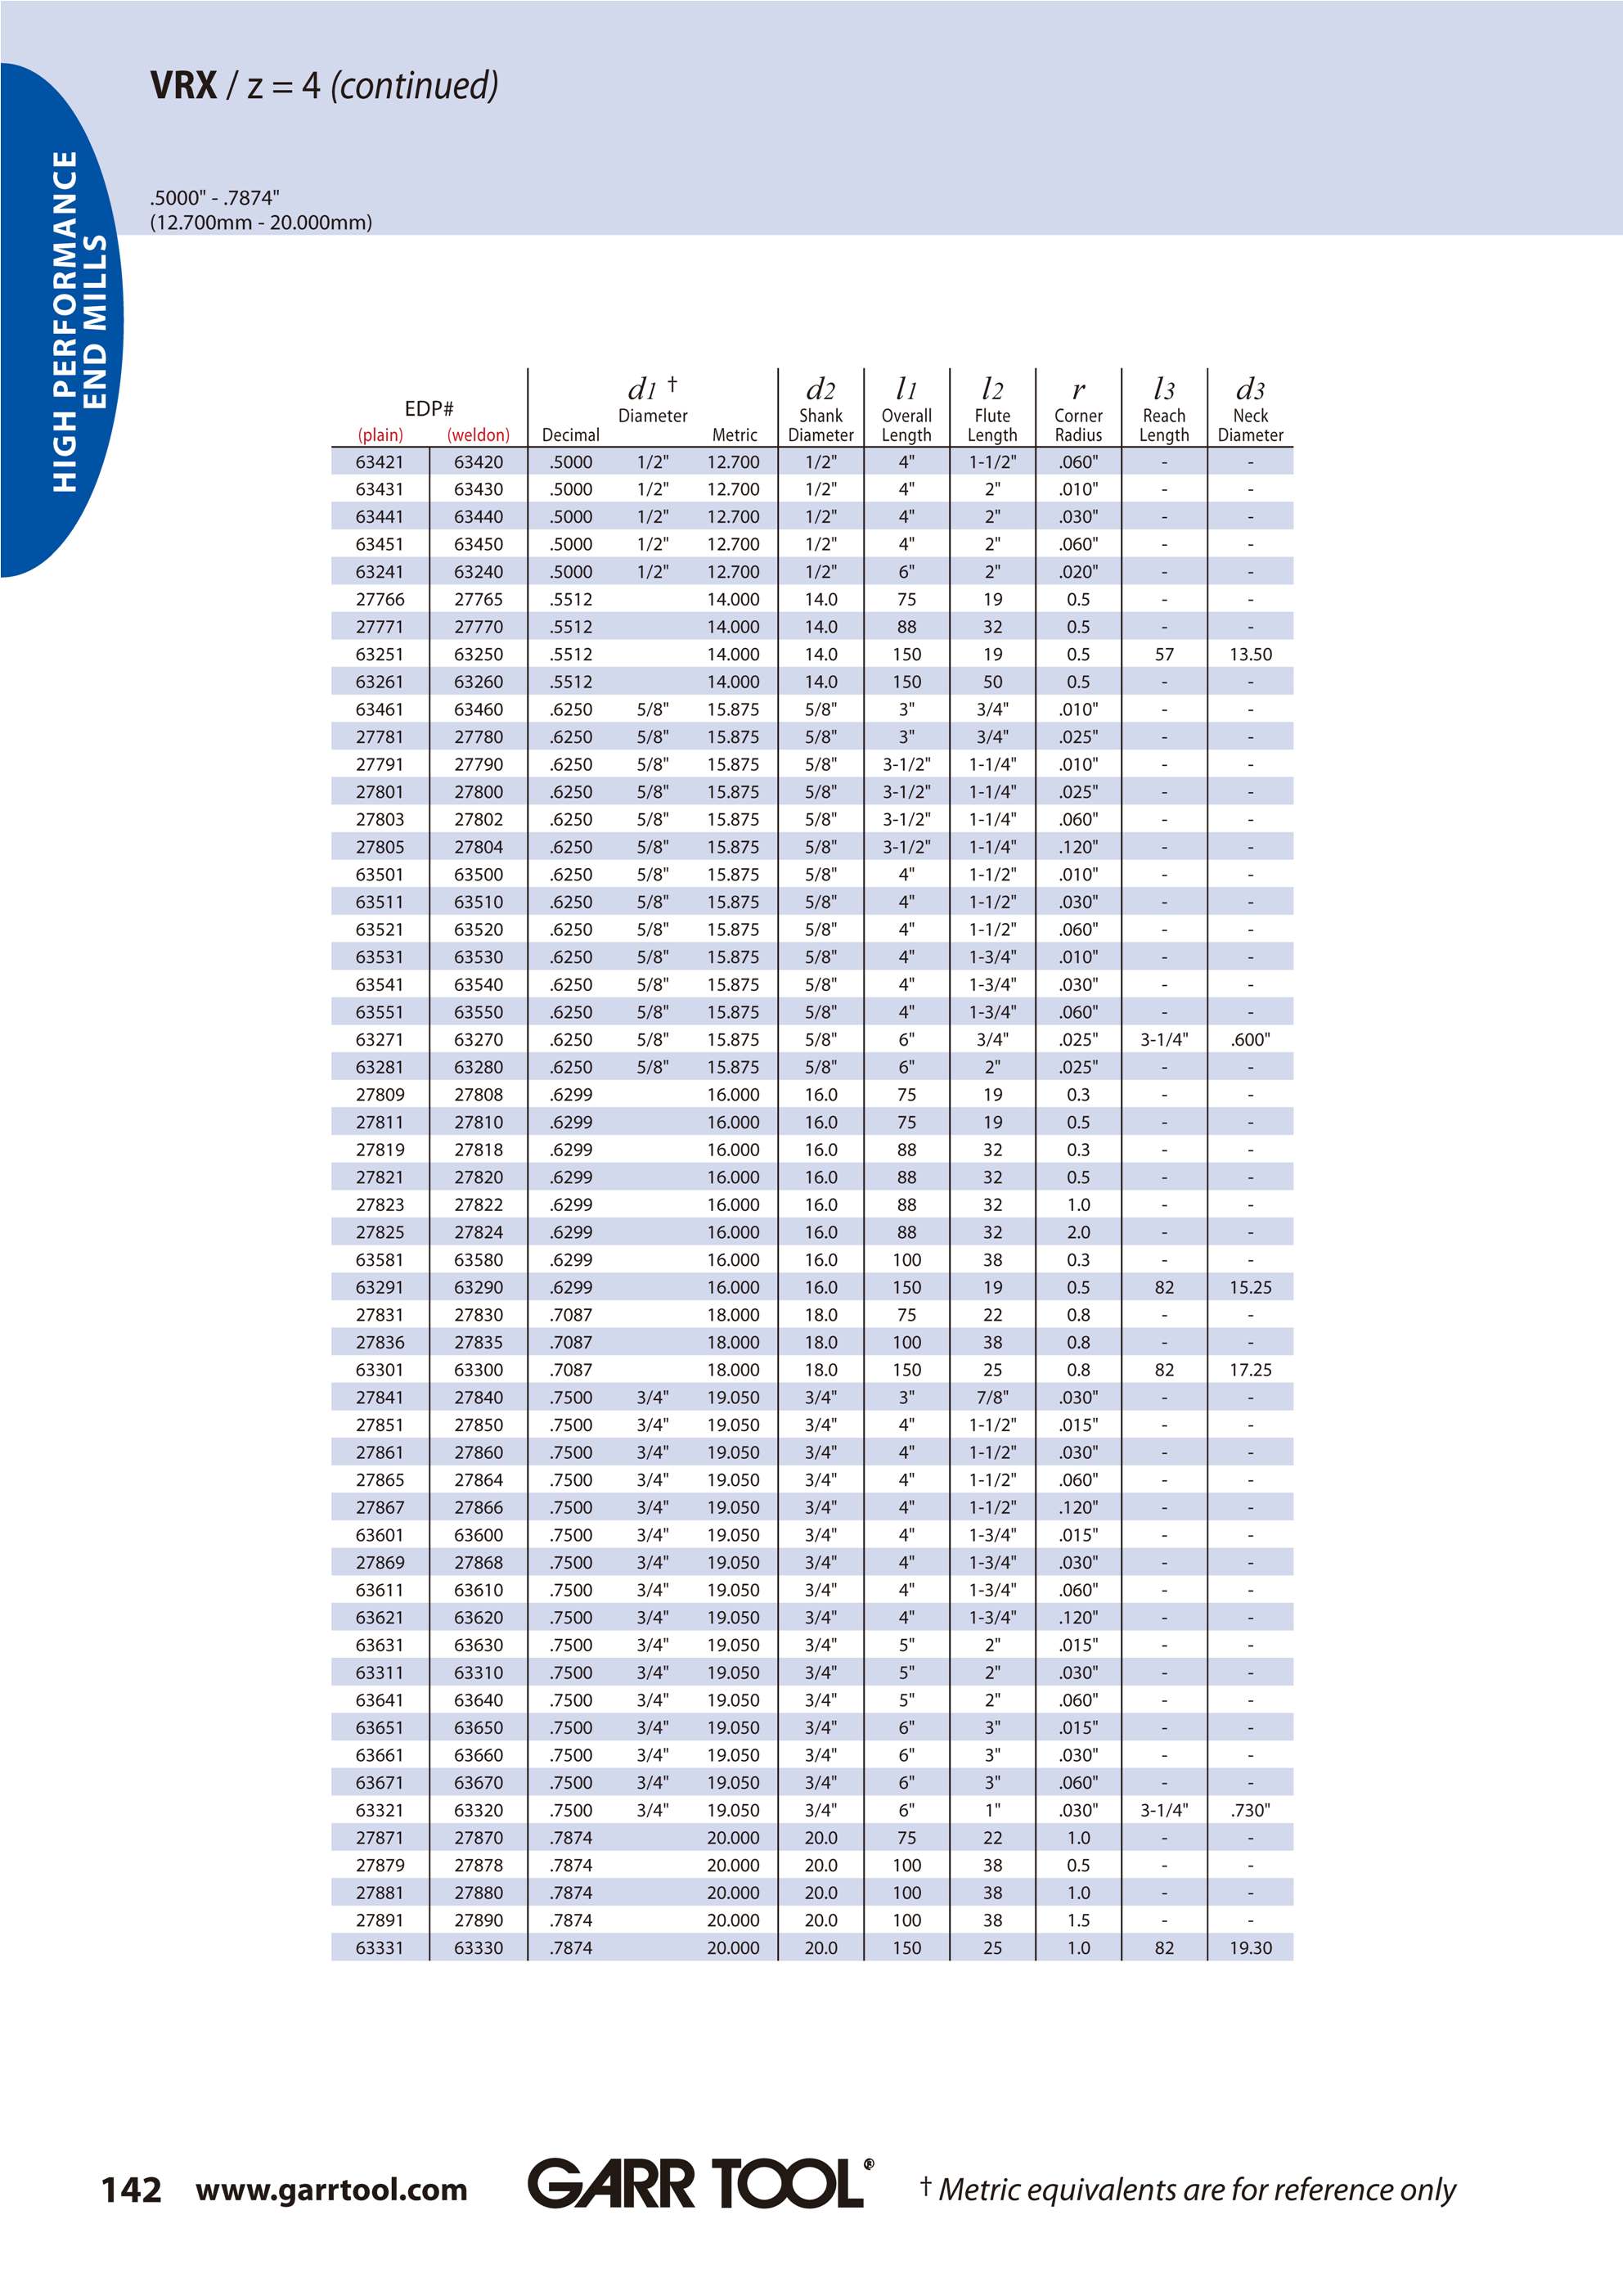 VRX / z = 4 (continued)
.5000" - .7874"
(12.700mm - 20.000mm)
HIGH PERFORMANCE
END MILLS
EDP# d1 † d2 l1 l2 r l3 d3
Diameter Shank Overall Flute Corner Reach Neck
(plain) (weldon) Decimal Metric Diameter Length Length Radius Length Diameter
63421 63420 .5000 1/2" 12.700 1/2" 4" 1-1/2" .060" - -
63431 63430 .5000 1/2" 12.700 1/2" 4" 2" .010" - -
63441 63440 .5000 1/2" 12.700 1/2" 4" 2" .030" - -
63451 63450 .5000 1/2" 12.700 1/2" 4" 2" .060" - -
63241 63240 .5000 1/2" 12.700 1/2" 6" 2" .020" - -
27766 27765 .5512 14.000 14.0 75 19 0.5 - -
27771 27770 .5512 14.000 14.0 88 32 0.5 - -
63251 63250 .5512 14.000 14.0 150 19 0.5 57 13.50
63261 63260 .5512 14.000 14.0 150 50 0.5 - -
63461 63460 .6250 5/8" 15.875 5/8" 3" 3/4" .010" - -
27781 27780 .6250 5/8" 15.875 5/8" 3" 3/4" .025" - -
27791 27790 .6250 5/8" 15.875 5/8" 3-1/2" 1-1/4" .010" - -
27801 27800 .6250 5/8" 15.875 5/8" 3-1/2" 1-1/4" .025" - -
27803 27802 .6250 5/8" 15.875 5/8" 3-1/2" 1-1/4" .060" - -
27805 27804 .6250 5/8" 15.875 5/8" 3-1/2" 1-1/4" .120" - -
63501 63500 .6250 5/8" 15.875 5/8" 4" 1-1/2" .010" - -
63511 63510 .6250 5/8" 15.875 5/8" 4" 1-1/2" .030" - -
63521 63520 .6250 5/8" 15.875 5/8" 4" 1-1/2" .060" - -
63531 63530 .6250 5/8" 15.875 5/8" 4" 1-3/4" .010" - -
63541 63540 .6250 5/8" 15.875 5/8" 4" 1-3/4" .030" - -
63551 63550 .6250 5/8" 15.875 5/8" 4" 1-3/4" .060" - -
63271 63270 .6250 5/8" 15.875 5/8" 6" 3/4" .025" 3-1/4" .600"
63281 63280 .6250 5/8" 15.875 5/8" 6" 2" .025" - -
27809 27808 .6299 16.000 16.0 75 19 0.3 - -
27811 27810 .6299 16.000 16.0 75 19 0.5 - -
27819 27818 .6299 16.000 16.0 88 32 0.3 - -
27821 27820 .6299 16.000 16.0 88 32 0.5 - -
27823 27822 .6299 16.000 16.0 88 32 1.0 - -
27825 27824 .6299 16.000 16.0 88 32 2.0 - -
63581 63580 .6299 16.000 16.0 100 38 0.3 - -
63291 63290 .6299 16.000 16.0 150 19 0.5 82 15.25
27831 27830 .7087 18.000 18.0 75 22 0.8 - -
27836 27835 .7087 18.000 18.0 100 38 0.8 - -
63301 63300 .7087 18.000 18.0 150 25 0.8 82 17.25
27841 27840 .7500 3/4" 19.050 3/4" 3" 7/8" .030" - -
27851 27850 .7500 3/4" 19.050 3/4" 4" 1-1/2" .015" - -
27861 27860 .7500 3/4" 19.050 3/4" 4" 1-1/2" .030" - -
27865 27864 .7500 3/4" 19.050 3/4" 4" 1-1/2" .060" - -
27867 27866 .7500 3/4" 19.050 3/4" 4" 1-1/2" .120" - -
63601 63600 .7500 3/4" 19.050 3/4" 4" 1-3/4" .015" - -
27869 27868 .7500 3/4" 19.050 3/4" 4" 1-3/4" .030" - -
63611 63610 .7500 3/4" 19.050 3/4" 4" 1-3/4" .060" - -
63621 63620 .7500 3/4" 19.050 3/4" 4" 1-3/4" .120" - -
63631 63630 .7500 3/4" 19.050 3/4" 5" 2" .015" - -
63311 63310 .7500 3/4" 19.050 3/4" 5" 2" .030" - -
63641 63640 .7500 3/4" 19.050 3/4" 5" 2" .060" - -
63651 63650 .7500 3/4" 19.050 3/4" 6" 3" .015" - -
63661 63660 .7500 3/4" 19.050 3/4" 6" 3" .030" - -
63671 63670 .7500 3/4" 19.050 3/4" 6" 3" .060" - -
63321 63320 .7500 3/4" 19.050 3/4" 6" 1" .030" 3-1/4" .730"
27871 27870 .7874 20.000 20.0 75 22 1.0 - -
27879 27878 .7874 20.000 20.0 100 38 0.5 - -
27881 27880 .7874 20.000 20.0 100 38 1.0 - -
27891 27890 .7874 20.000 20.0 100 38 1.5 - -
63331 63330 .7874 20.000 20.0 150 25 1.0 82 19.30
142 www.garrtool.com GARR TOOL® † Metric equivalents are for reference only